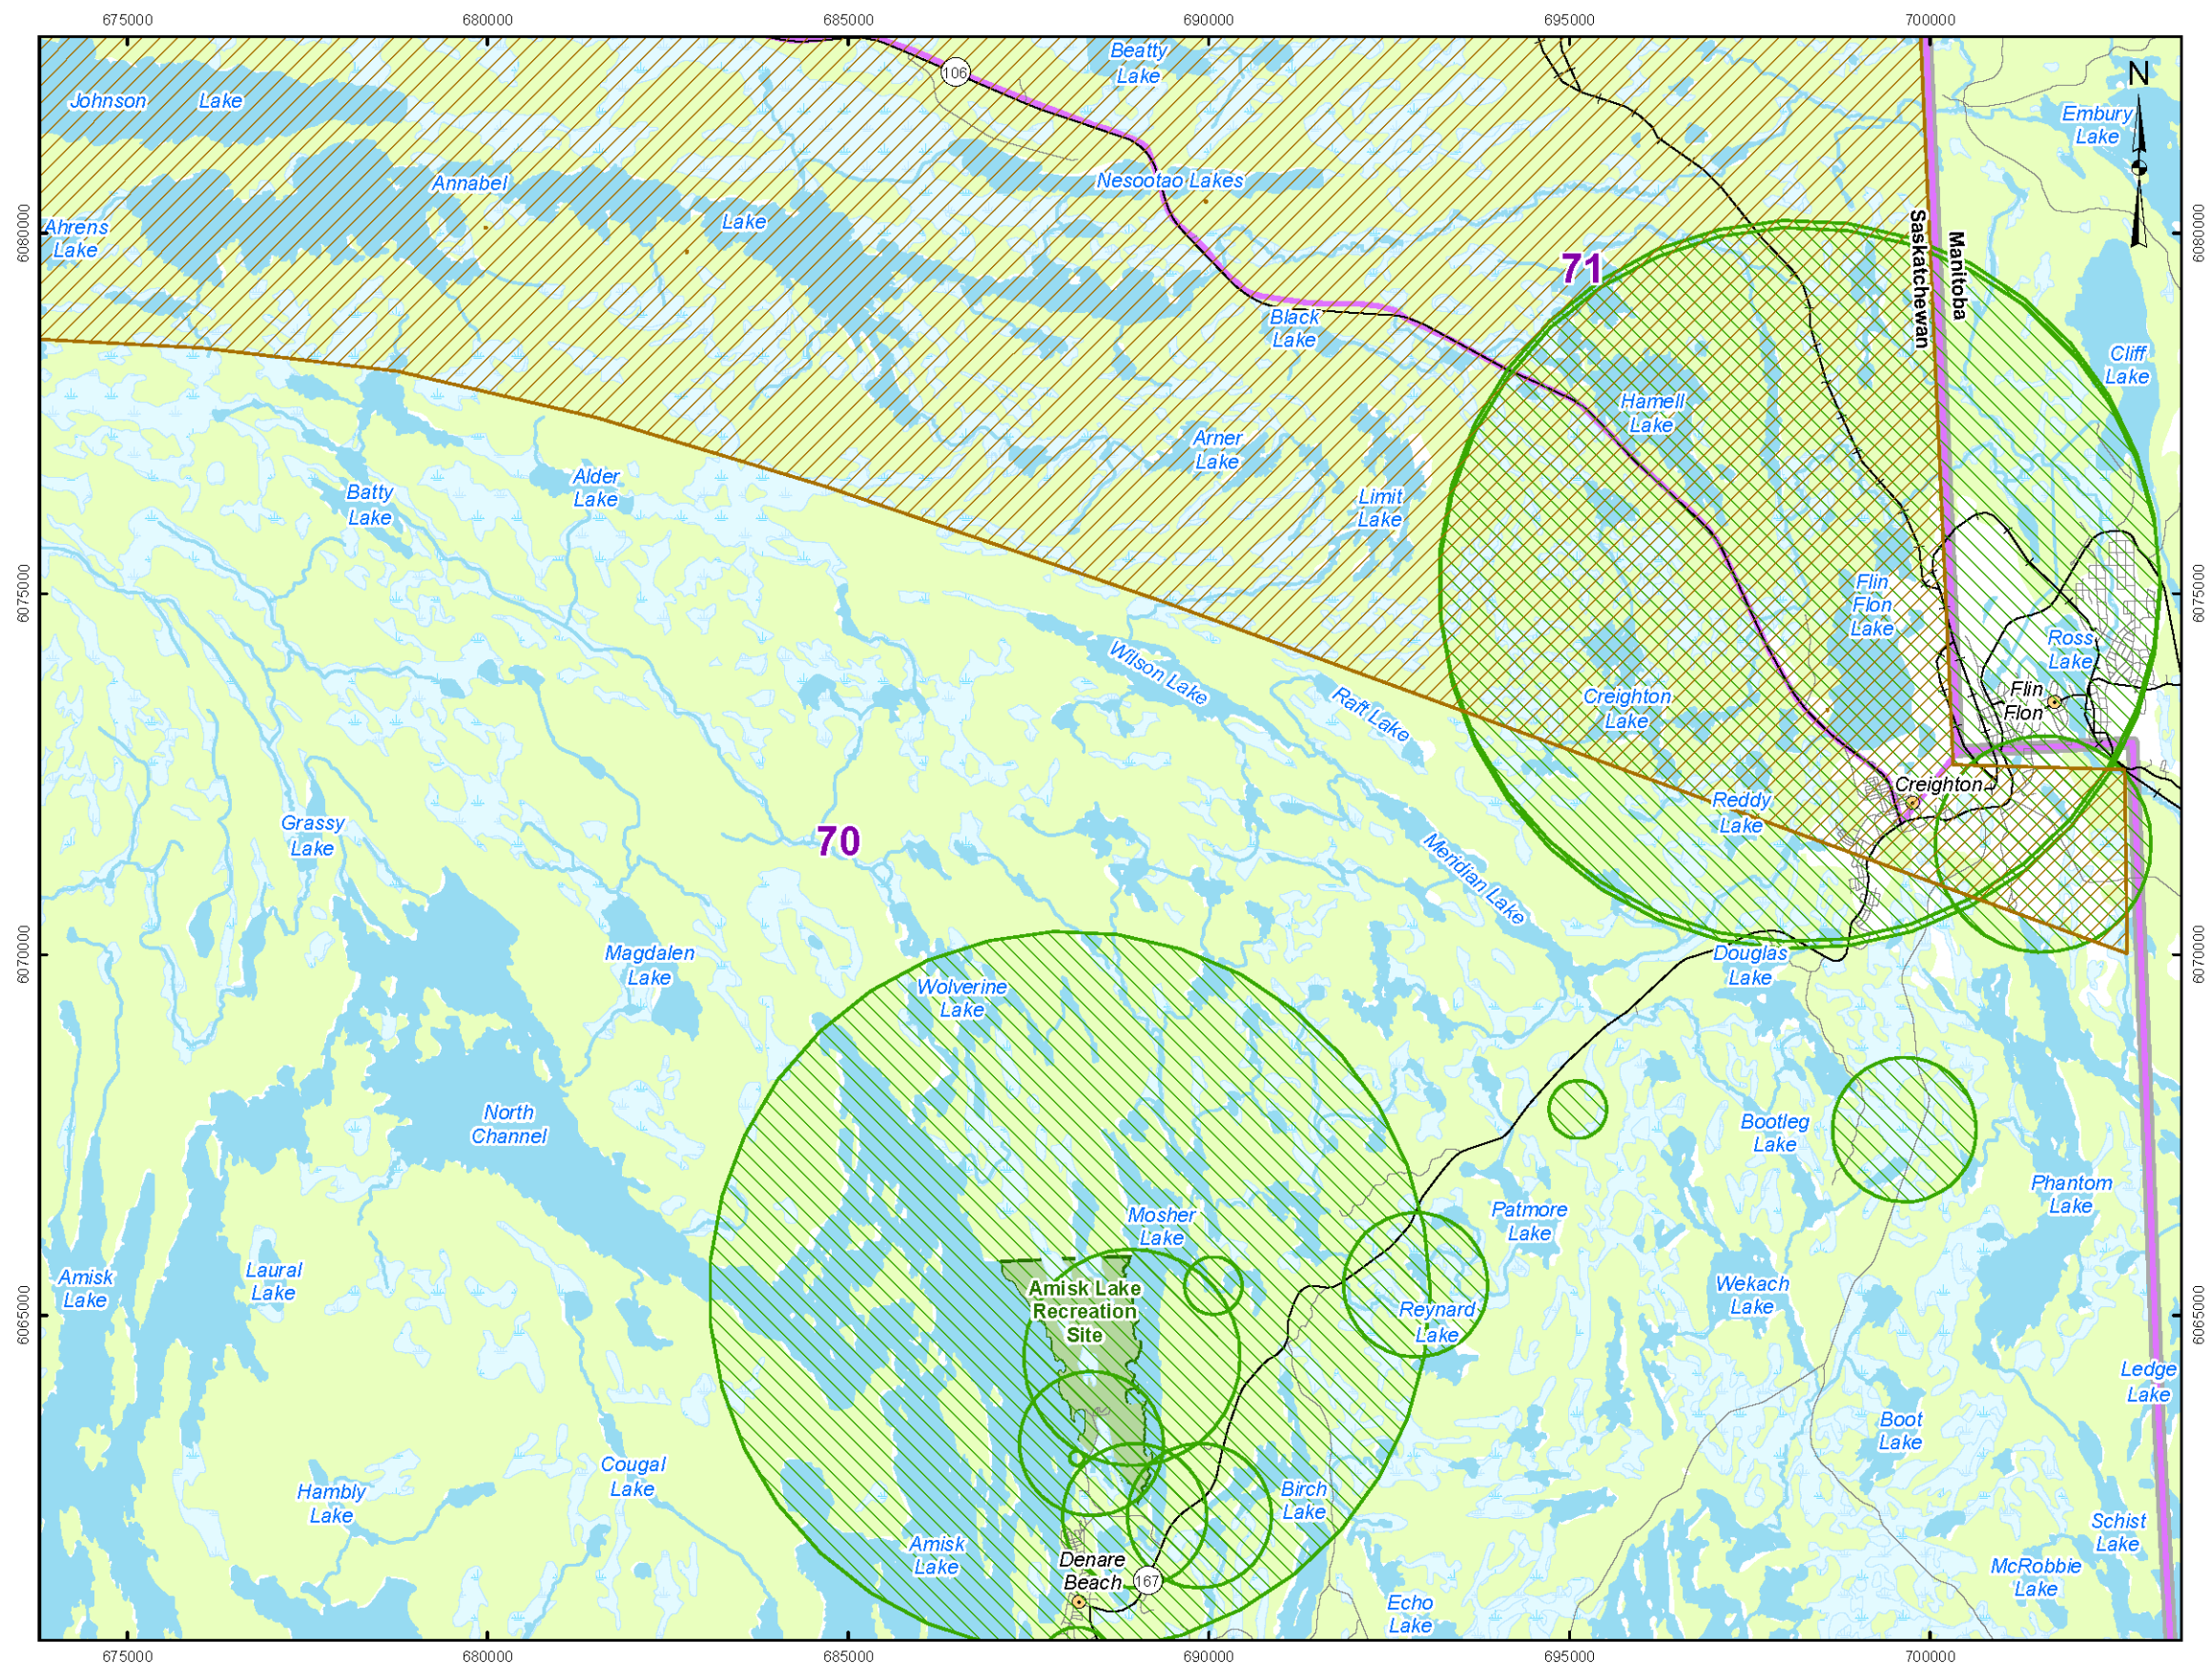 675000
680000
685000
690000
695000
700000
Beatty
Lake
106
N
Johnson Lake
Embury
Lake
Annabel
Lake
Nesootao Lakes
Ahrens
Lake
6080000
6080000
71
Saskatchewan
Manitoba
Black
Lake
Cliff
Lake
Hamell
Lake
Arner
Lake
Alder
Lake
Batty
Lake
Limit
Lake
6075000
6075000
Flin
Flon
Lake
Ross
Lake
Wilson Lake
Raft Lake
Creighton
Lake
Flin
Flon
Creighton
Reddy
Lake
Grassy
Lake
70
Meridian Lake
Magdalen
Lake
6070000
6070000
Douglas
Lake
Wolverine
Lake
North
Channel
Bootleg
Lake
Phantom
Lake
Mosher
Lake
Patmore
Lake
Amisk
Lake
Laural
Lake
Amisk Lake
Recreation
Site
Reynard
Lake
Wekach
Lake
6065000
6065000
Ledge
Lake
Boot
Lake
Cougal
Lake
Hambly
Lake
Birch
Lake
Schist
Lake
Amisk
Lake
Denare
Beach
167
McRobbie
Lake
Echo
Lake
675000
680000
685000
690000
695000
700000